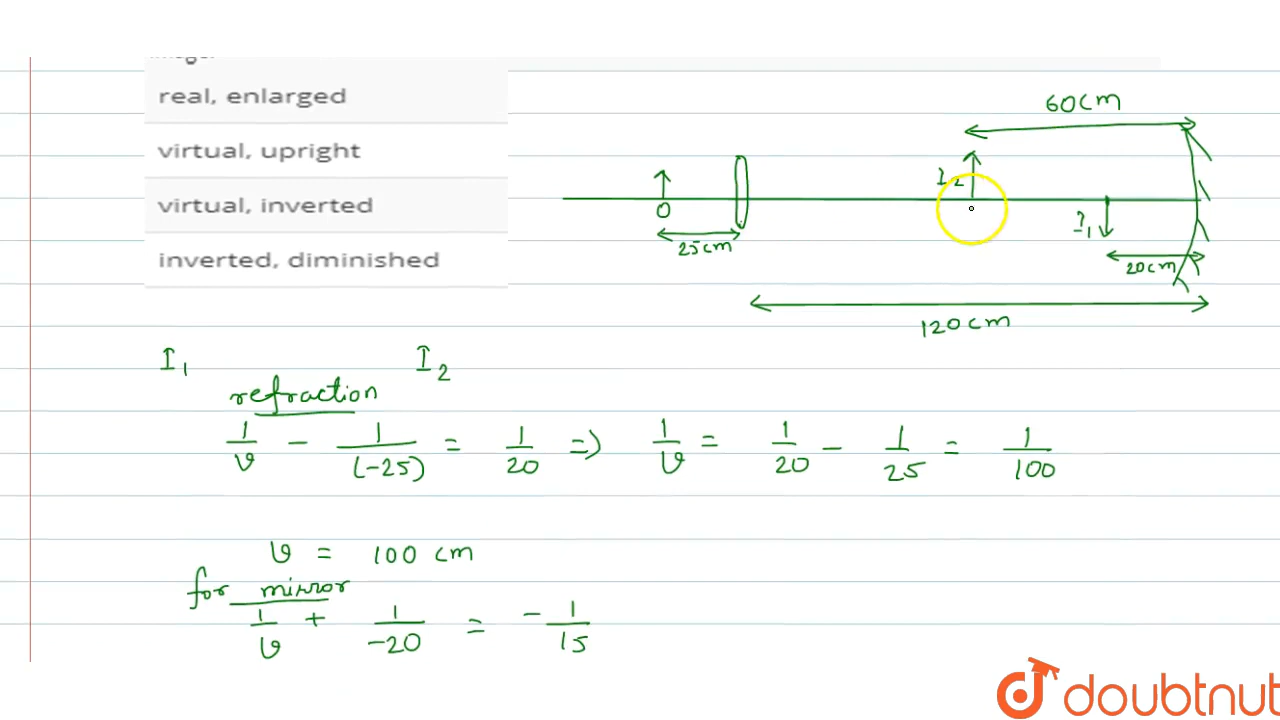 real, enlarged
virtual, upright
virtual, inverted
inverted, diminished
60cm
I2
O
25cm
I1
20cm
120cm
I1 I2
refraction
1/v - 1/(-25) = 1/20 => 1/v = 1/20 - 1/25 = 1/100
v = 100 cm
for mirror
1/v + 1/-20 = -1/15
doubtnut